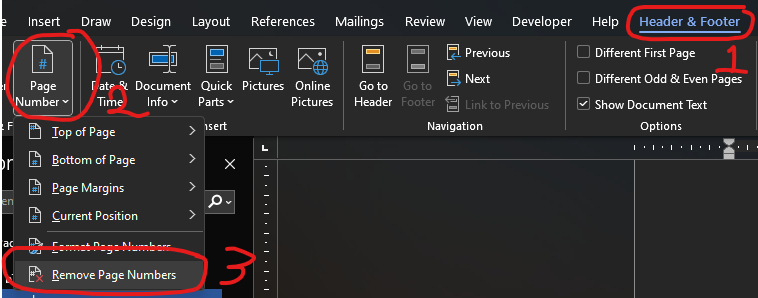 Insert Draw Design Layout References Mailings Review View Developer Help Header & Footer
1
Page Number
Date & Time
Document Info
Quick Parts
Pictures
Online Pictures
Go to Header
Go to Footer
Previous
Next
Link to Previous
Different First Page
Different Odd & Even Pages
Show Document Text
2
Navigation
Options
Top of Page
Bottom of Page
Page Margins
Current Position
Format Page Numbers...
Remove Page Numbers
3